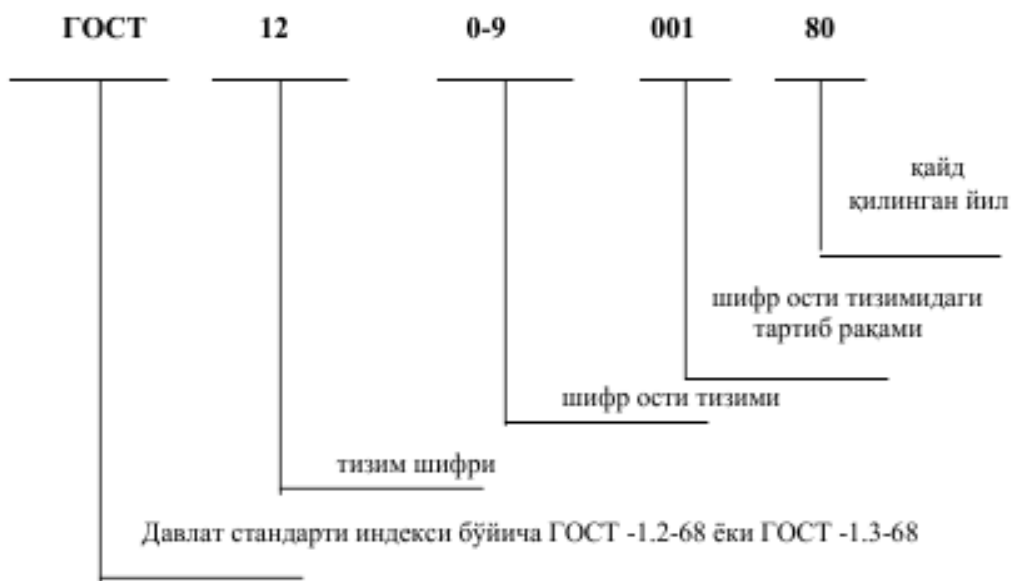 ГОСТ 12 0-9 001 80
қайд
қилинган йил
шифр ости тизимидаги
тартиб рақами
шифр ости тизими
тизим шифри
Давлат стандарти индекси бўйича ГОСТ -1.2-68 ёки ГОСТ -1.3-68